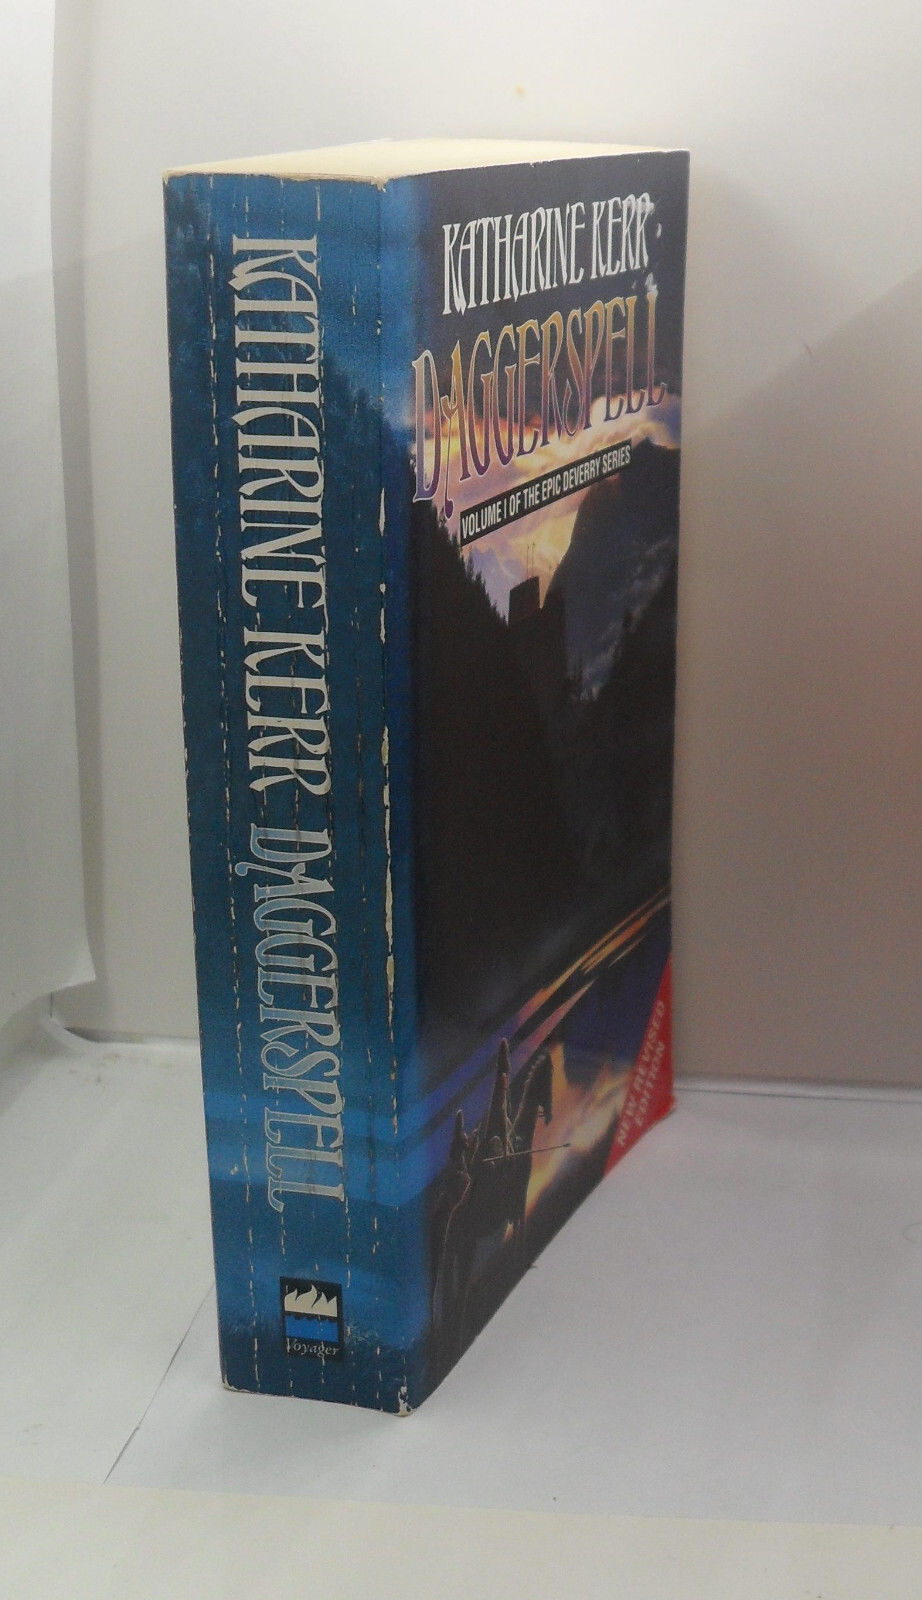 KATHARINE KERR DAGGERSPELL
Voyager
KATHARINE KERR
DAGGERSPELL
VOLUME I OF THE EPIC DEVERRY SERIES
NEW REVISED
EDITION